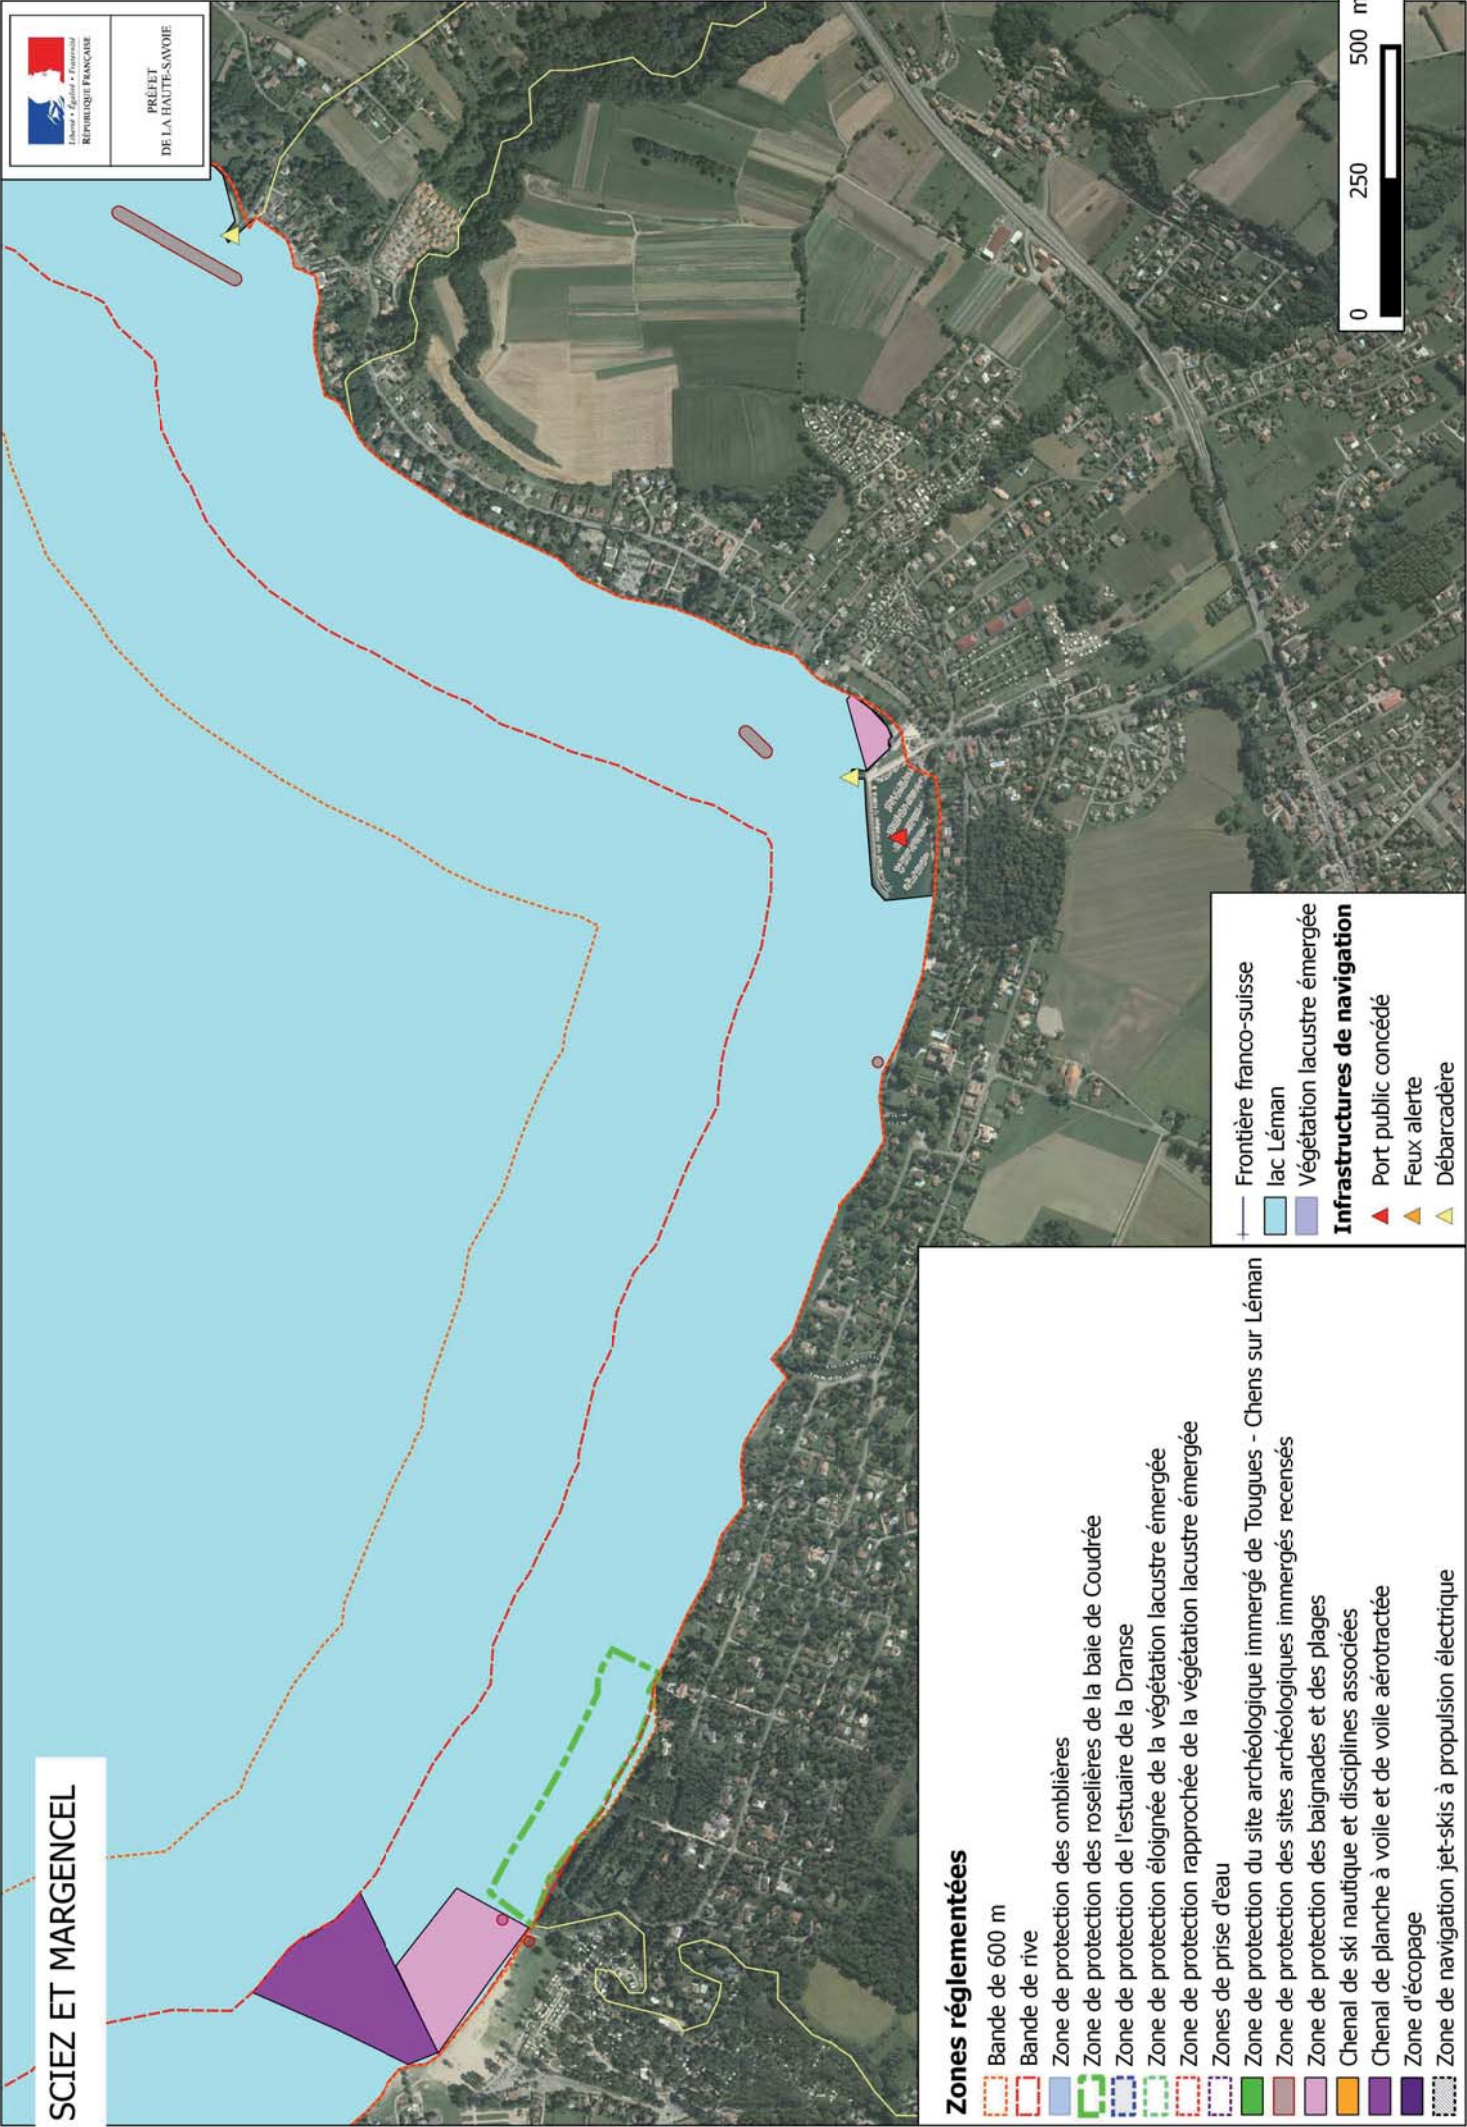 SCIEZ ET MARGENCEL
Liberté • Égalité • Fraternité
RÉPUBLIQUE FRANÇAISE
PRÉFET
DE LA HAUTE-SAVOIE
Zones réglementées
Bande de 600 m
Bande de rive
Zone de protection des omblières
Zone de protection des roselières de la baie de Coudrée
Zone de protection de l'estuaire de la Dranse
Zone de protection éloignée de la végétation lacustre émergée
Zone de protection rapprochée de la végétation lacustre émergée
Zones de prise d'eau
Zone de protection du site archéologique immergé de Tougues - Chens sur Léman
Zone de protection des sites archéologiques immergés recensés
Zone de protection des baignades et des plages
Chenal de ski nautique et disciplines associées
Chenal de planche à voile et de voile aérotractée
Zone d'écopage
Zone de navigation jet-skis à propulsion électrique
Frontière franco-suisse
lac Léman
Végétation lacustre émergée
Infrastructures de navigation
Port public concédé
Feux alerte
Débarcadère
0 250 500 m